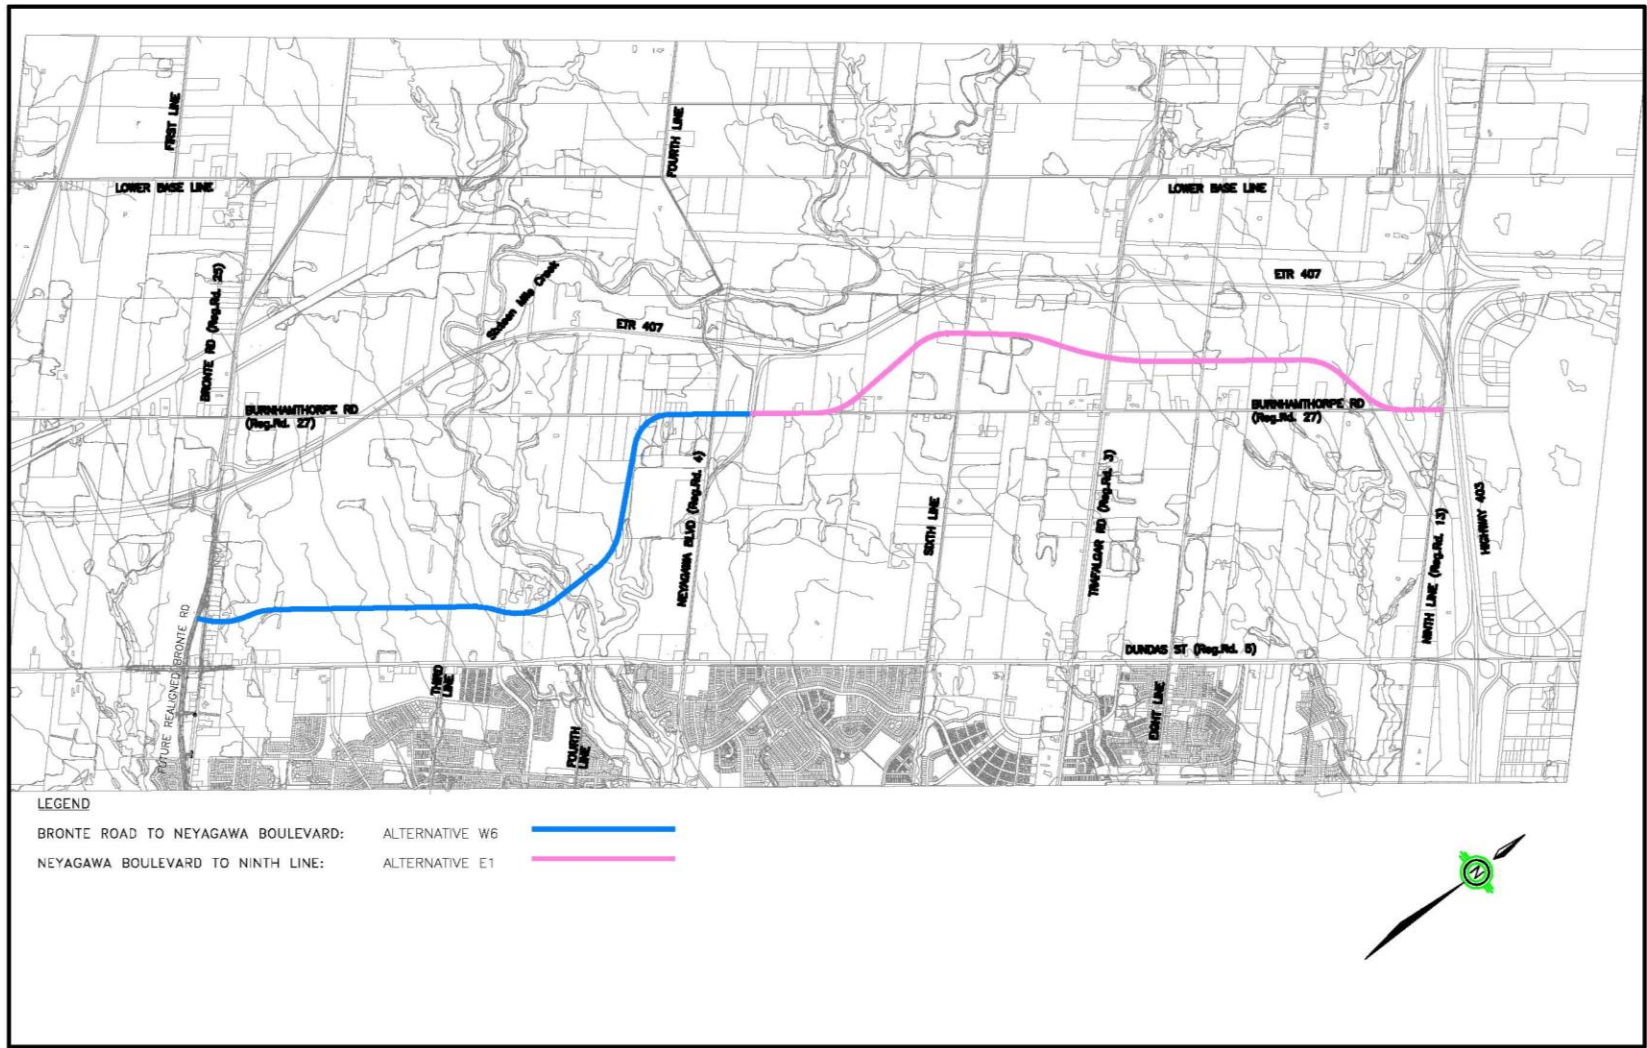 FIRST LINE
FOURTH LINE
LOWER BASE LINE
LOWER BASE LINE
BRONTE RD (Reg.Rd. 25)
Sixteen Mile Creek
ETR 407
ETR 407
BURNHAMTHORPE RD
(Reg.Rd. 27)
BURNHAMTHORPE RD
(Reg.Rd. 27)
NEYAGAWA BLVD (Reg.Rd. 4)
SIXTH LINE
TRAFALGAR RD (Reg.Rd. 3)
NINTH LINE (Reg.Rd. 13)
HIGHWAY 403
DUNDAS ST (Reg.Rd. 5)
FUTURE REALIGNED BRONTE RD
THIRD
LINE
FOURTH
LINE
EIGHT LINE
LEGEND
BRONTE ROAD TO NEYAGAWA BOULEVARD: ALTERNATIVE W6
NEYAGAWA BOULEVARD TO NINTH LINE: ALTERNATIVE E1
N